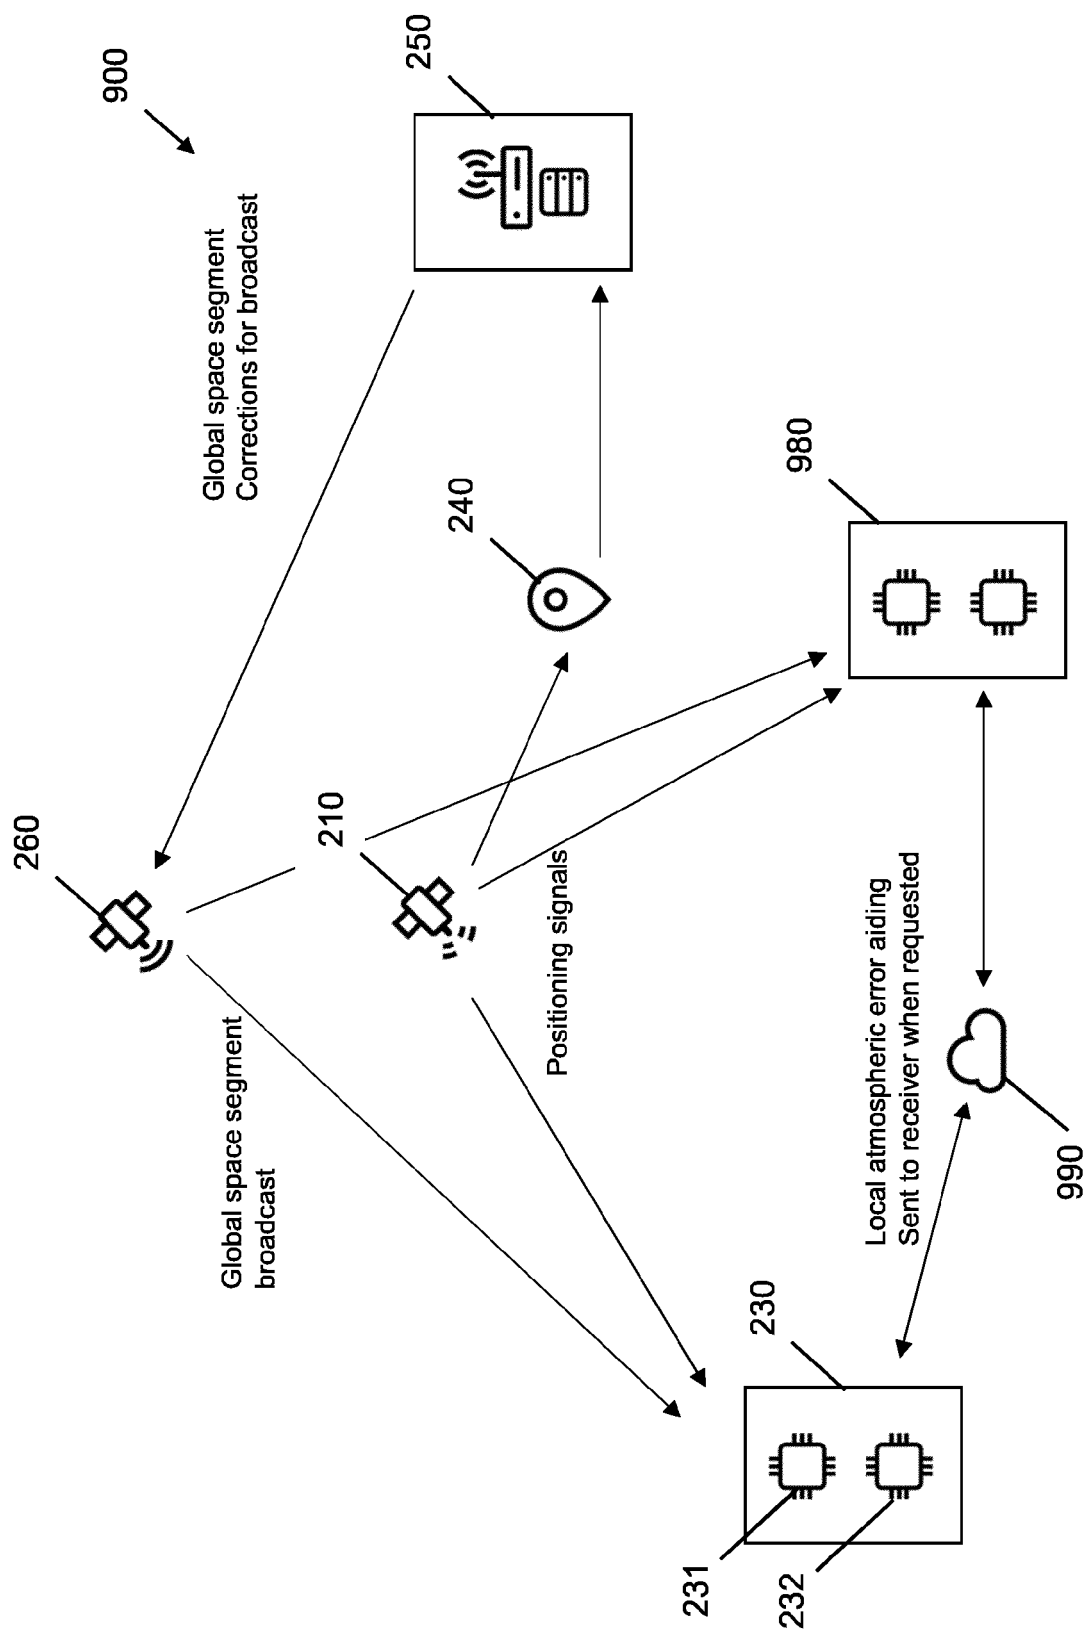 900
250
Global space segment
Corrections for broadcast
260
240
210
980
Positioning signals
Global space segment
broadcast
Local atmospheric error aiding
Sent to receiver when requested
990
230
231
232